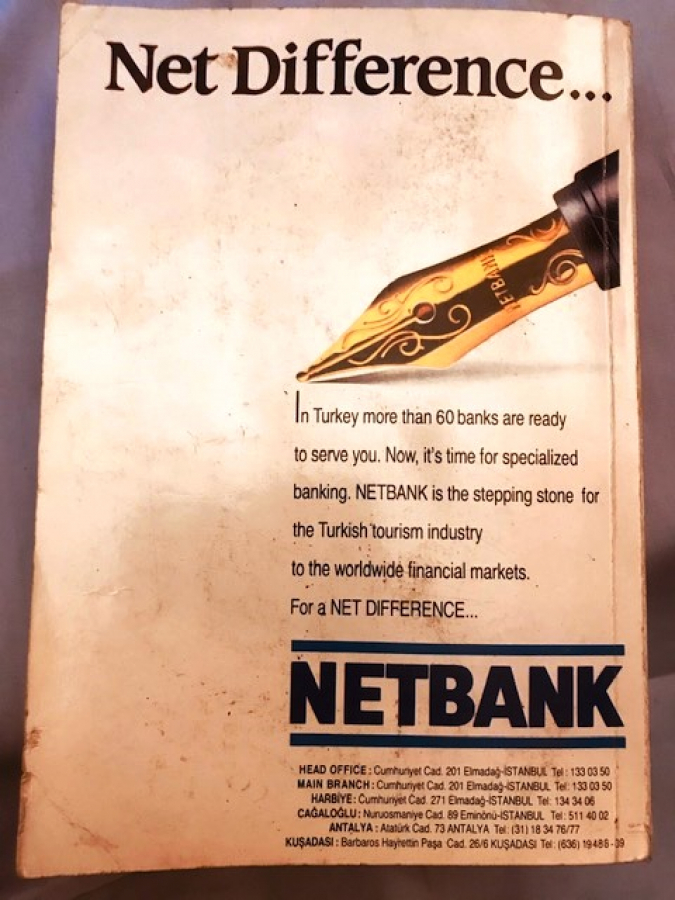 Net Difference...
NETBANK
In Turkey more than 60 banks are ready
to serve you. Now, it's time for specialized
banking. NETBANK is the stepping stone for
the Turkish tourism industry
to the worldwide financial markets.
For a NET DIFFERENCE...
NETBANK
HEAD OFFICE : Cumhuriyet Cad. 201 Elmadağ-İSTANBUL Tel : 133 03 50
MAIN BRANCH : Cumhuriyet Cad. 201 Elmadağ-İSTANBUL Tel : 133 03 50
HARBİYE : Cumhuriyet Cad. 271 Elmadağ-İSTANBUL Tel: 134 34 06
CAĞALOĞLU : Nuruosmaniye Cad. 89 Eminönü-İSTANBUL Tel : 511 40 02
ANTALYA : Atatürk Cad. 73 ANTALYA Tel: (31) 18 34 76/77
KUŞADASI : Barbaros Hayrettin Paşa Cad. 26/6 KUŞADASI Tel: (636) 19488-39